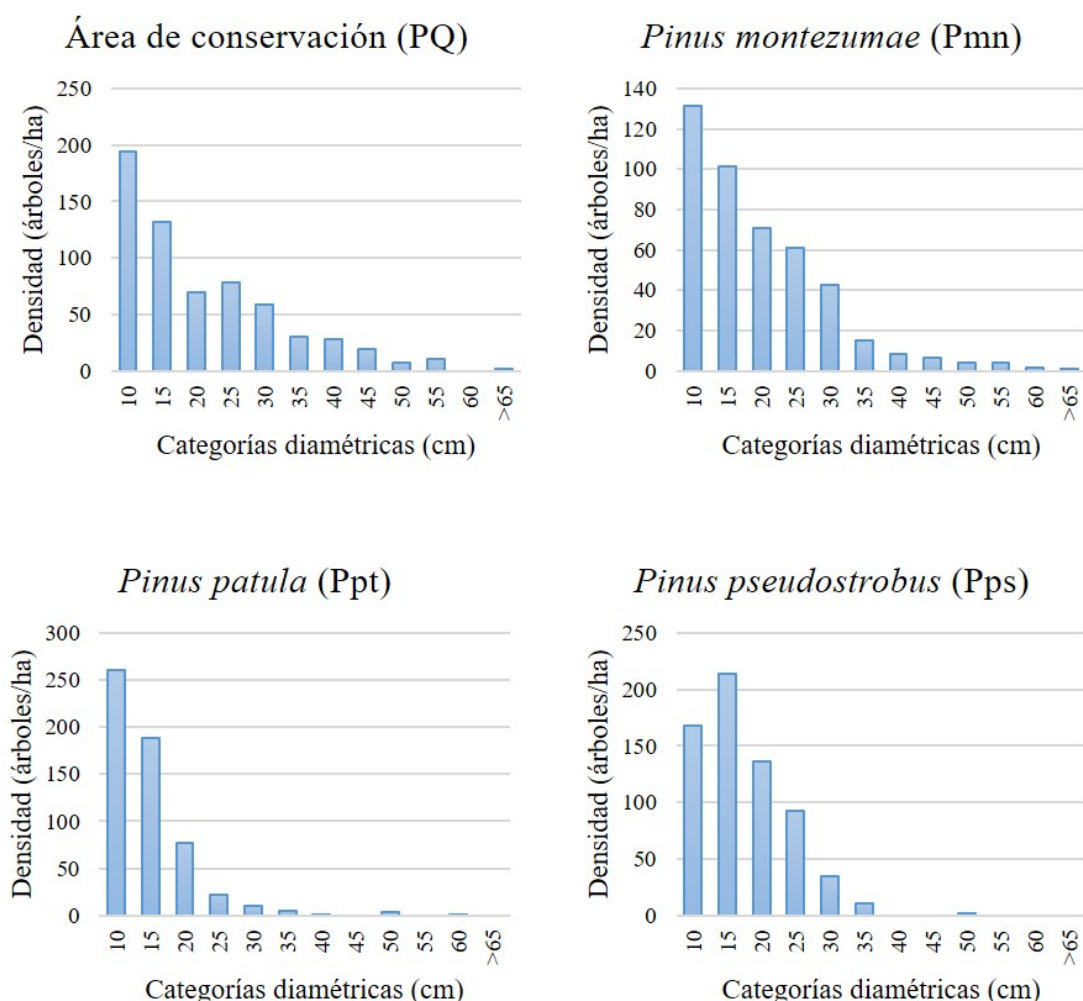 Área de conservación (PQ)
250
200
150
100
50
0
Densidad (árboles/ha)
10 15 20 25 30 35 40 45 50 55 60 >65
Categorías diamétricas (cm)
Pinus montezumae (Pmn)
140
120
100
80
60
40
20
0
Densidad (árboles/ha)
10 15 20 25 30 35 40 45 50 55 60 >65
Categorías diamétricas (cm)
Pinus patula (Ppt)
300
250
200
150
100
50
0
Densidad (árboles/ha)
10 15 20 25 30 35 40 45 50 55 60 >65
Categorías diamétricas (cm)
Pinus pseudostrobus (Pps)
250
200
150
100
50
0
Densidad (árboles/ha)
10 15 20 25 30 35 40 45 50 55 60 >65
Categorías diamétricas (cm)